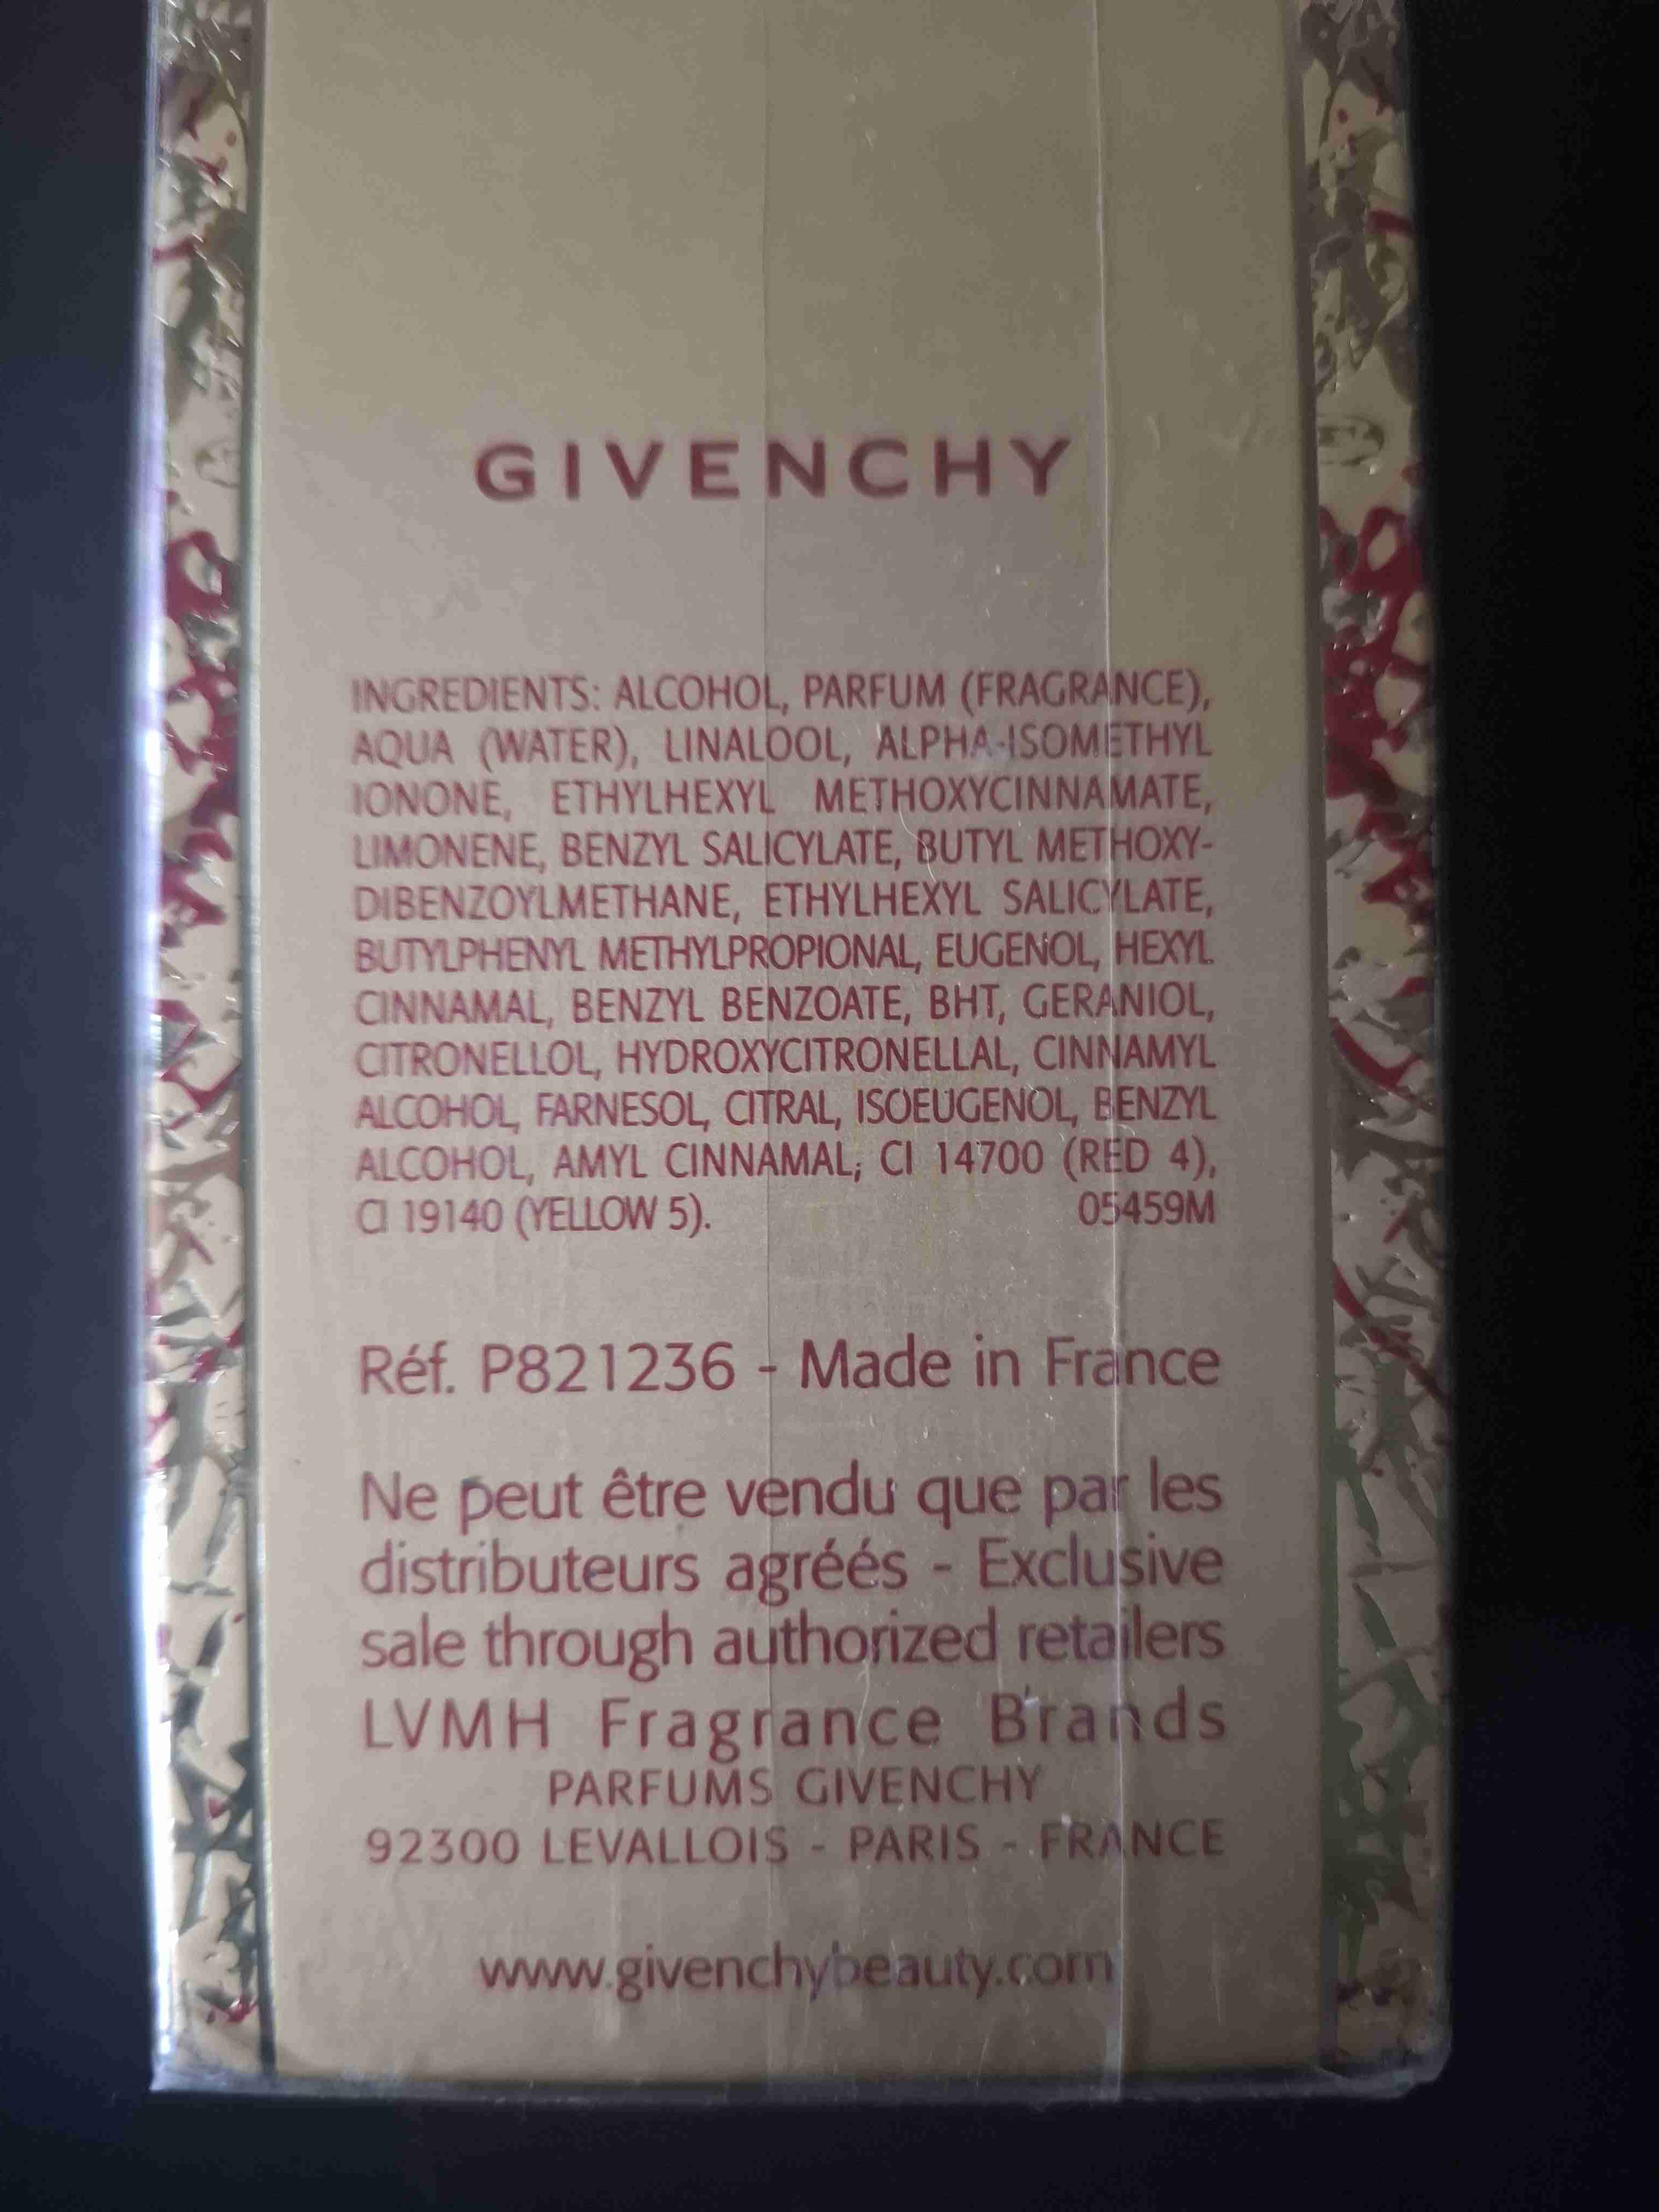 GIVENCHY
INGREDIENTS: ALCOHOL, PARFUM (FRAGRANCE),
AQUA (WATER), LINALOOL, ALPHA-ISOMETHYL
IONONE, ETHYLHEXYL METHOXYCINNAMATE,
LIMONENE, BENZYL SALICYLATE, BUTYL METHOXY-
DIBENZOYLMETHANE, ETHYLHEXYL SALICYLATE,
BUTYLPHENYL METHYLPROPIONAL, EUGENOL, HEXYL
CINNAMAL, BENZYL BENZOATE, BHT, GERANIOL,
CITRONELLOL, HYDROXYCITRONELLAL, CINNAMYL
ALCOHOL, FARNESOL, CITRAL, ISOEUGENOL, BENZYL
ALCOHOL, AMYL CINNAMAL, CI 14700 (RED 4),
CI 19140 (YELLOW 5). 05459M
Réf. P821236 - Made in France
Ne peut être vendu que par les
distributeurs agréés - Exclusive
sale through authorized retailers
LVMH Fragrance Brands
PARFUMS GIVENCHY
92300 LEVALLOIS - PARIS - FRANCE
www.givenchybeauty.com